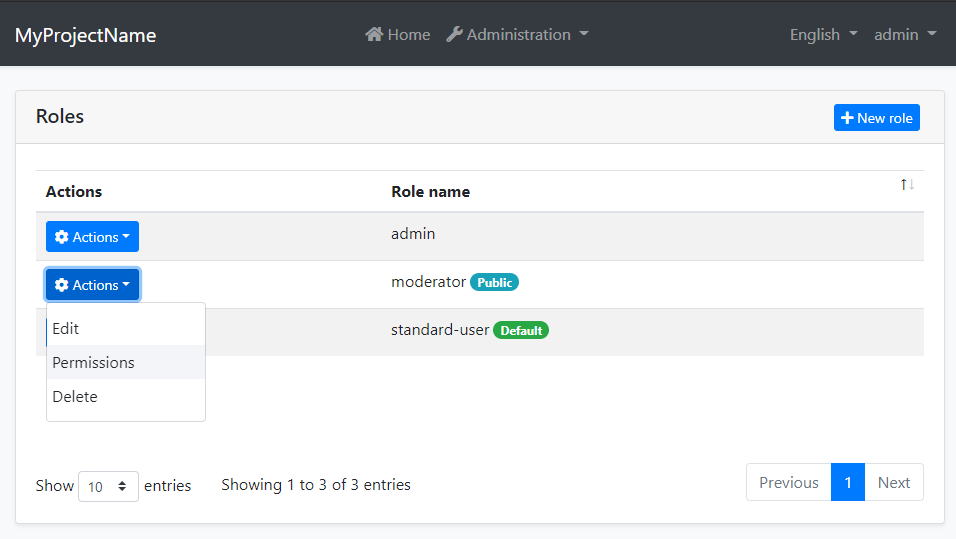 MyProjectName Home Administration English admin
Roles New role
Actions Role name
Actions admin
Actions moderator Public
Edit standard-user Default
Permissions
Delete
Show 10 entries Showing 1 to 3 of 3 entries Previous 1 Next